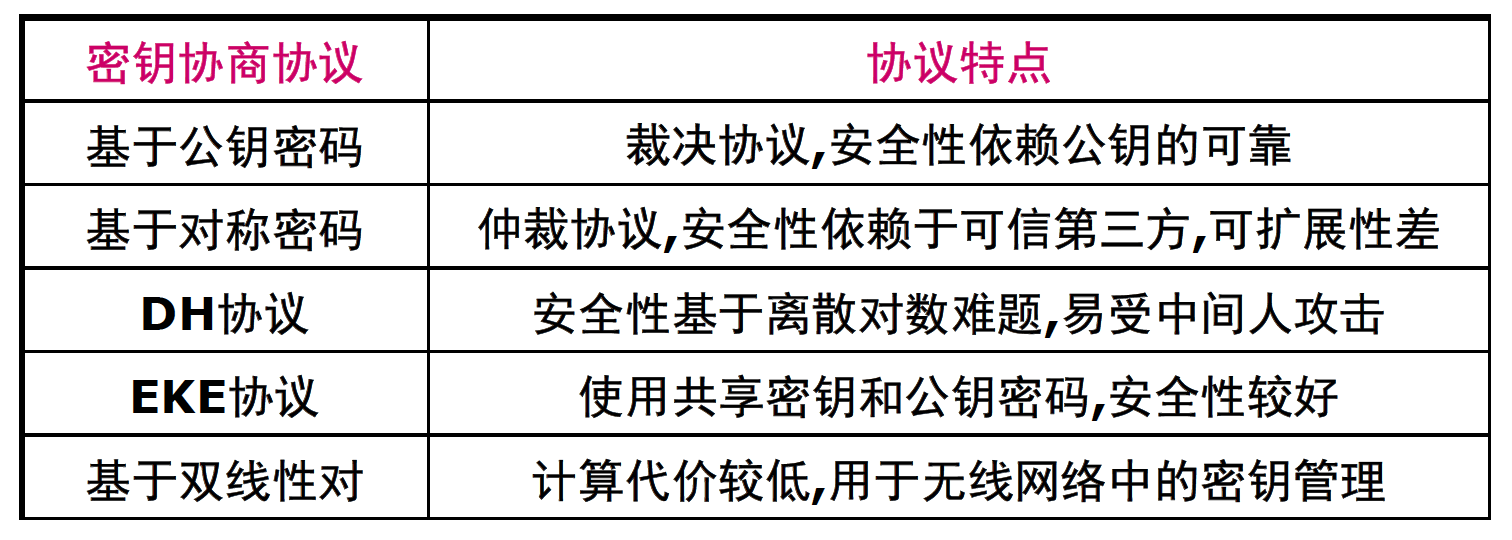 密钥协商协议 协议特点
基于公钥密码 裁决协议,安全性依赖公钥的可靠
基于对称密码 仲裁协议,安全性依赖于可信第三方,可扩展性差
DH协议 安全性基于离散对数难题,易受中间人攻击
EKE协议 使用共享密钥和公钥密码,安全性较好
基于双线性对 计算代价较低,用于无线网络中的密钥管理